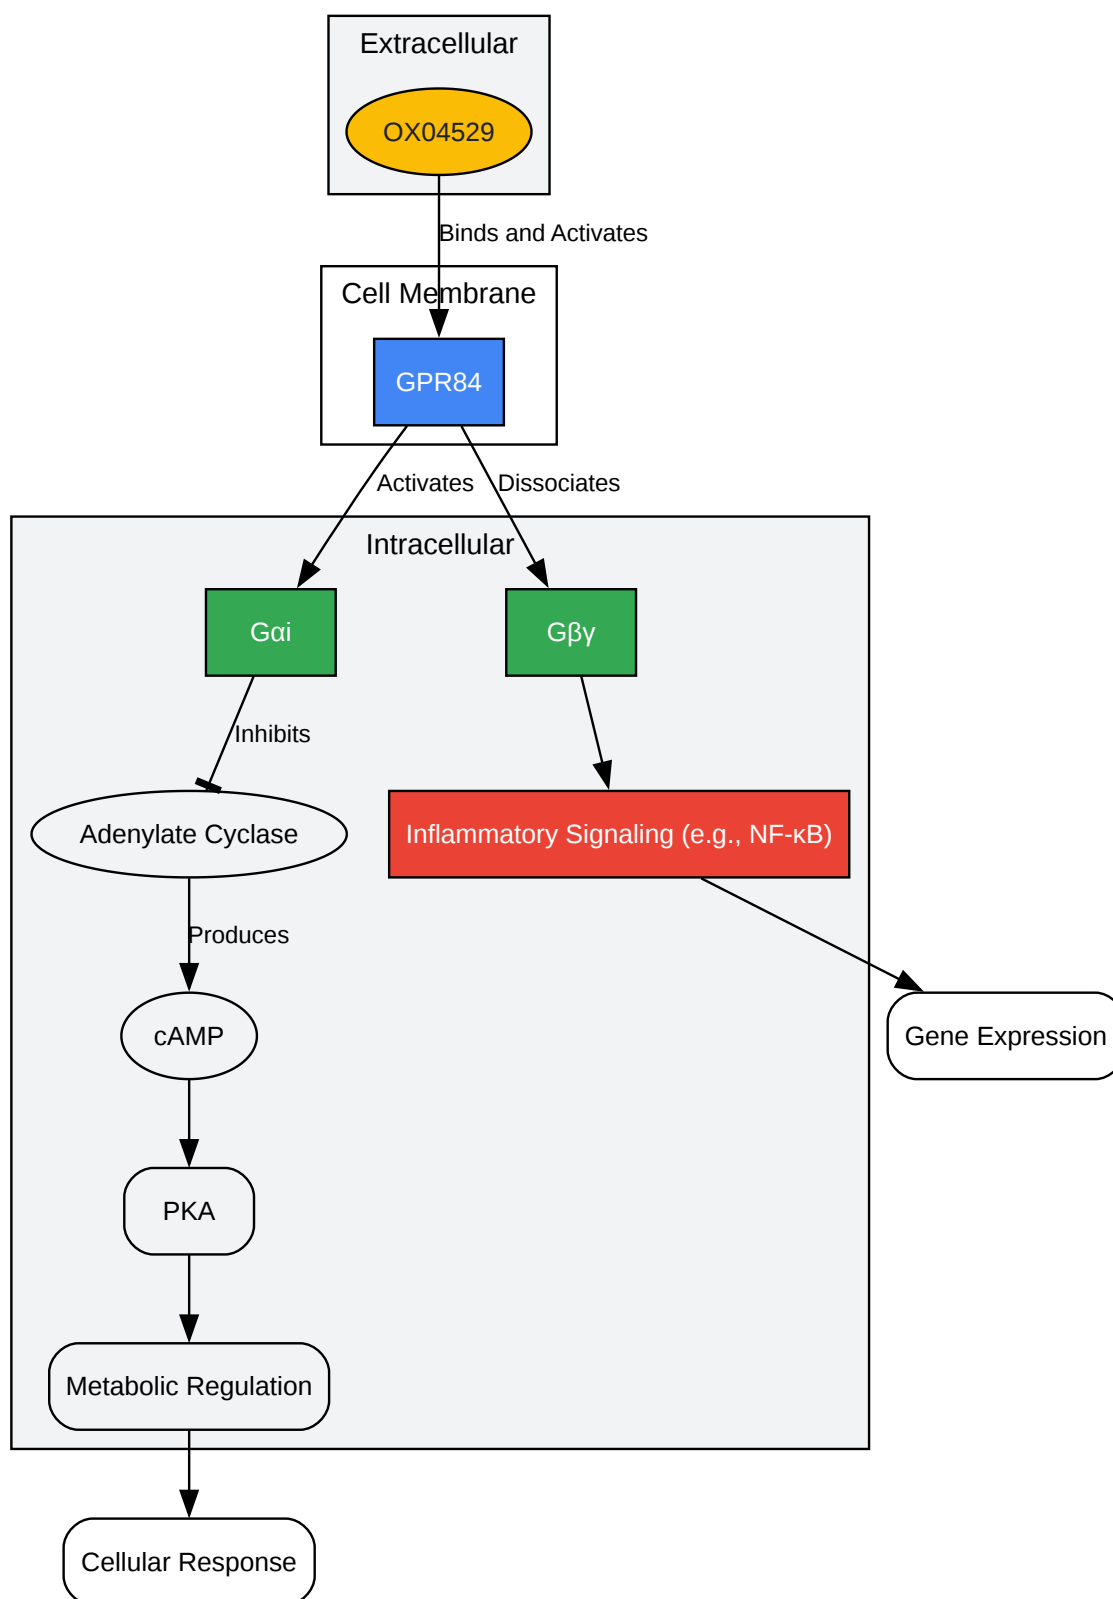 Extracellular
OX04529
Binds and Activates
Cell Membrane
GPR84
Activates
Dissociates
Intracellular
Gαi
Gβγ
Inhibits
Adenylate Cyclase
Inflammatory Signaling (e.g., NF-κB)
Produces
cAMP
Gene Expression
PKA
Metabolic Regulation
Cellular Response